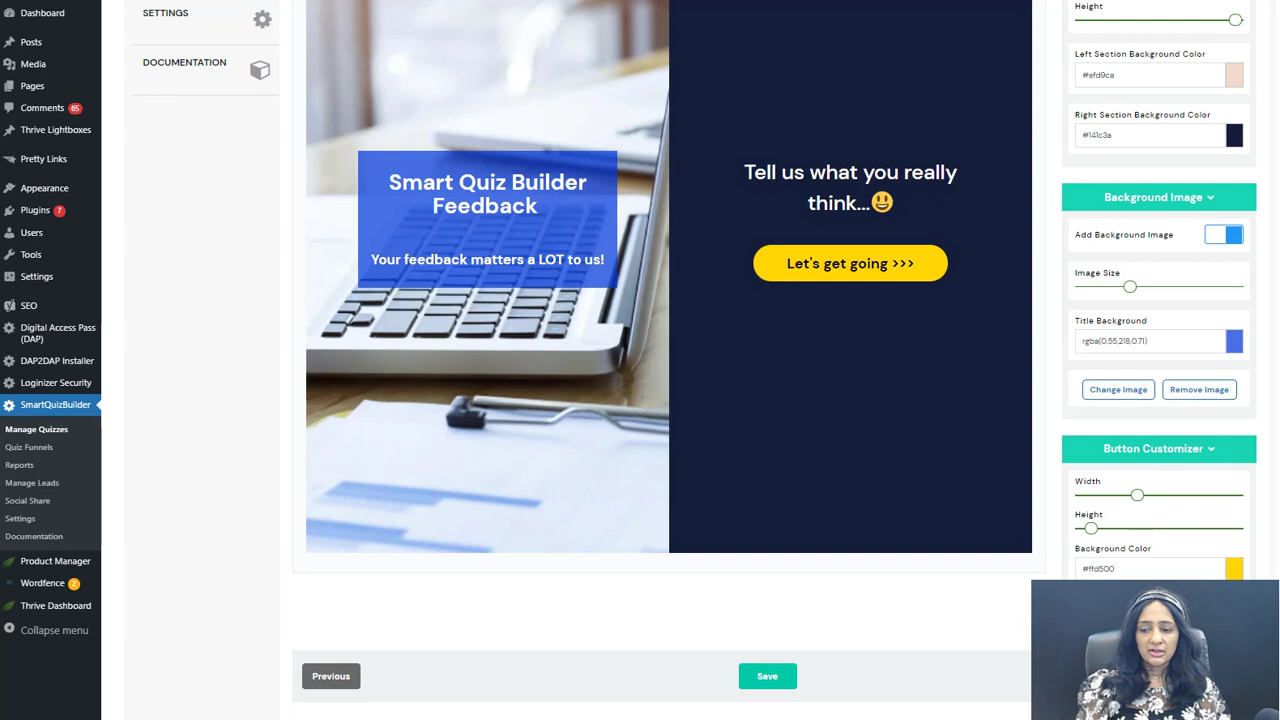 Dashboard
Posts
Media
Pages
Comments 65
Thrive Lightboxes
Pretty Links
Appearance
Plugins 7
Users
Tools
Settings
SEO
Digital Access Pass
(DAP)
DAP2DAP Installer
Loginizer Security
SmartQuizBuilder
Manage Quizzes
Quiz Funnels
Reports
Manage Leads
Social Share
Settings
Documentation
Product Manager
Wordfence 2
Thrive Dashboard
Collapse menu
SETTINGS
DOCUMENTATION
Smart Quiz Builder
Feedback
Your feedback matters a LOT to us!
Tell us what you really
think...😃
Let's get going >>>
Previous
Save
Height
Left Section Background Color
#efd9ca
Right Section Background Color
#141c3a
Background Image
Add Background Image
Image Size
Title Background
rgba(0,55,218,0.71)
Change Image
Remove Image
Button Customizer
Width
Height
Background Color
#ffd500